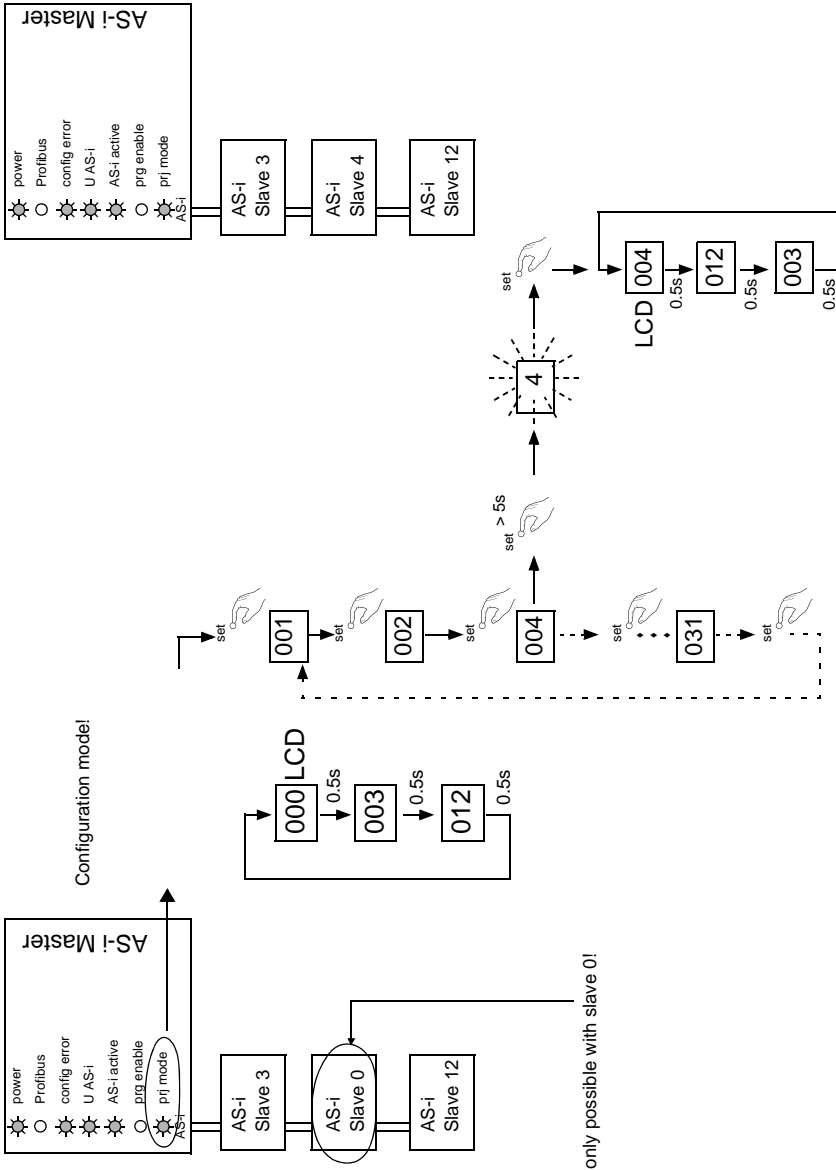 power
Profibus
config error
U AS-i
AS-i active
prg enable
prj mode
AS-i
AS-i Master
AS-i
Slave 3
AS-i
Slave 0
AS-i
Slave 12
only possible with slave 0!
Configuration mode!
000 LCD
0.5s
003
0.5s
012
0.5s
set
001
set
002
set
004
set
031
set
set > 5s
4
set
LCD 004
0.5s
012
0.5s
003
0.5s
power
Profibus
config error
U AS-i
AS-i active
prg enable
prj mode
AS-i
AS-i Master
AS-i
Slave 3
AS-i
Slave 4
AS-i
Slave 12